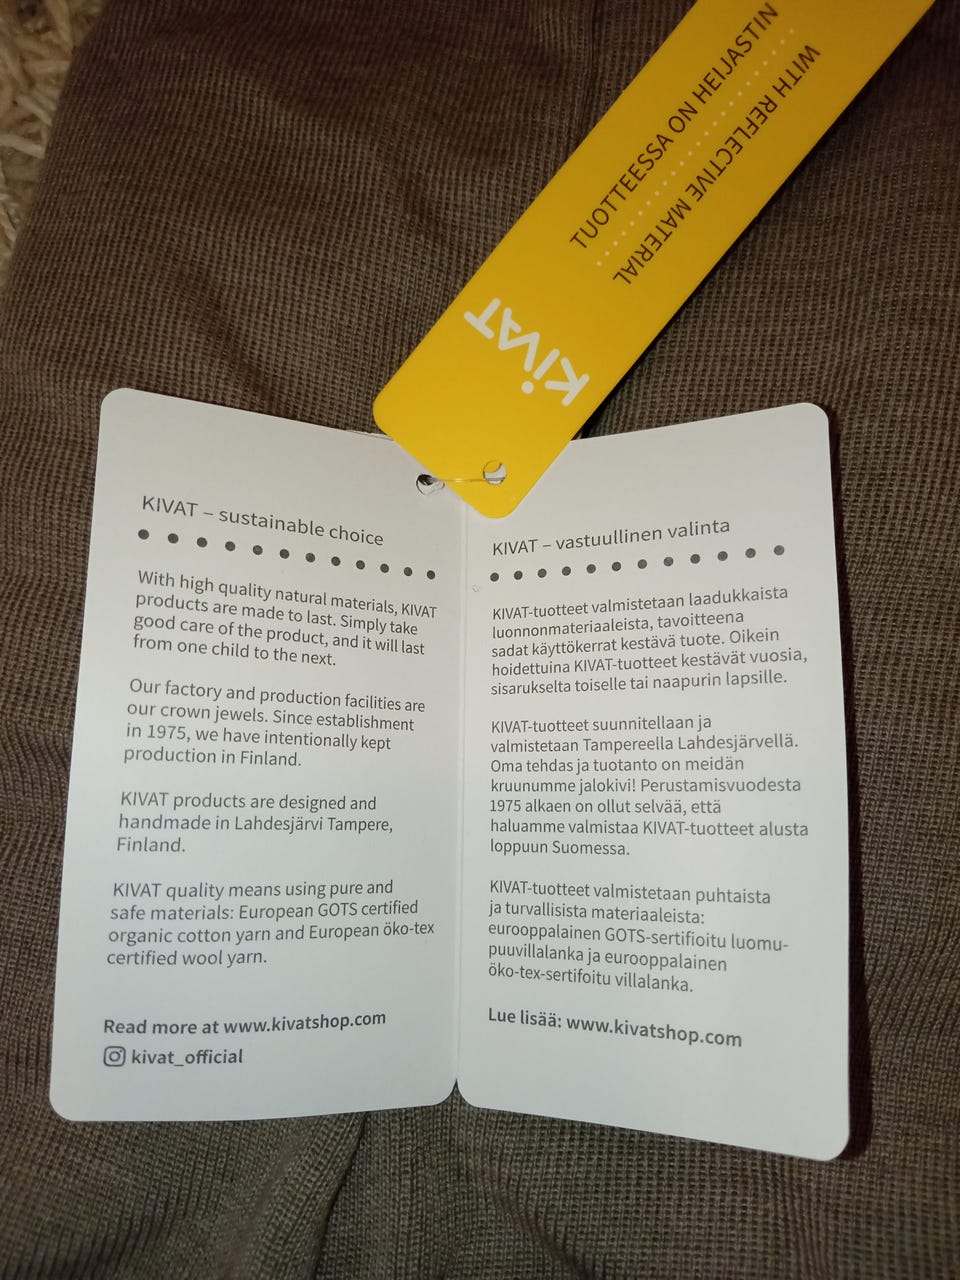 TUOTTEESSA ON HEIJASTIN
WITH REFLECTIVE MATERIAL
KIVAT
KIVAT – sustainable choice
With high quality natural materials, KIVAT
products are made to last. Simply take
good care of the product, and it will last
from one child to the next.
Our factory and production facilities are
our crown jewels. Since establishment
in 1975, we have intentionally kept
production in Finland.
KIVAT products are designed and
handmade in Lahdesjärvi Tampere,
Finland.
KIVAT quality means using pure and
safe materials: European GOTS certified
organic cotton yarn and European öko-tex
certified wool yarn.
Read more at www.kivatshop.com
kivat_official
KIVAT – vastuullinen valinta
KIVAT-tuotteet valmistetaan laadukkaista
luonnonmateriaaleista, tavoitteena
sadat käyttökerrat kestävä tuote. Oikein
hoidettuina KIVAT-tuotteet kestävät vuosia,
sisarukselta toiselle tai naapurin lapsille.
KIVAT-tuotteet suunnitellaan ja
valmistetaan Tampereella Lahdesjärvellä.
Oma tehdas ja tuotanto on meidän
kruunumme jalokivi! Perustamisvuodesta
1975 alkaen on ollut selvää, että
haluamme valmistaa KIVAT-tuotteet alusta
loppuun Suomessa.
KIVAT-tuotteet valmistetaan puhtaista
ja turvallisista materiaaleista:
eurooppalainen GOTS-sertifioitu luomu-
puuvillalanka ja eurooppalainen
öko-tex-sertifoitu villalanka.
Lue lisää: www.kivatshop.com